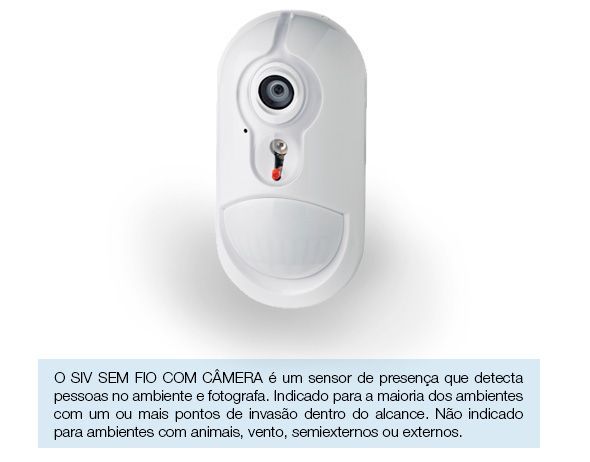 O SIV SEM FIO COM CÂMERA é um sensor de presença que detecta
pessoas no ambiente e fotografa. Indicado para a maioria dos ambientes
com um ou mais pontos de invasão dentro do alcance. Não indicado
para ambientes com animais, vento, semiexternos ou externos.